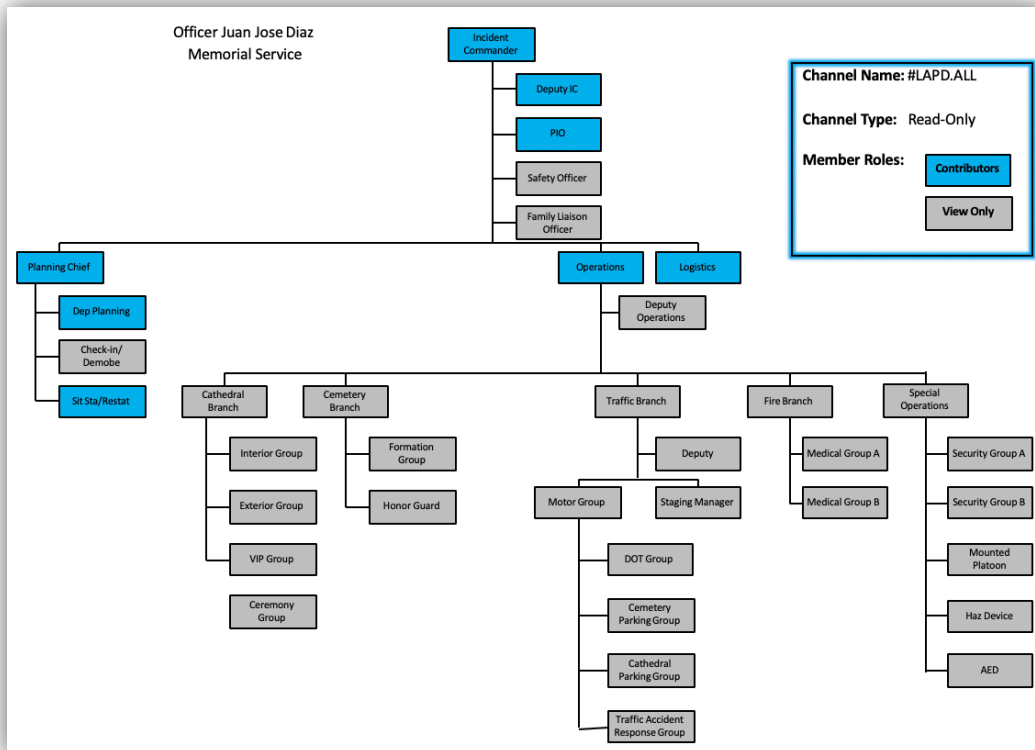 Officer Juan Jose Diaz
Memorial Service
Incident
Commander
Deputy IC
PIO
Safety Officer
Family Liaison
Officer
Channel Name: #LAPD.ALL
Channel Type: Read-Only
Member Roles:
Contributors
View Only
Planning Chief
Operations
Logistics
Dep Planning
Check-in/
Demobe
Sit Sta/Restat
Deputy
Operations
Cathedral
Branch
Cemetery
Branch
Traffic Branch
Fire Branch
Special
Operations
Interior Group
Exterior Group
VIP Group
Ceremony
Group
Formation
Group
Honor Guard
Deputy
Motor Group
Staging Manager
DOT Group
Cemetery
Parking Group
Cathedral
Parking Group
Traffic Accident
Response Group
Medical Group A
Medical Group B
Security Group A
Security Group B
Mounted
Platoon
Haz Device
AED